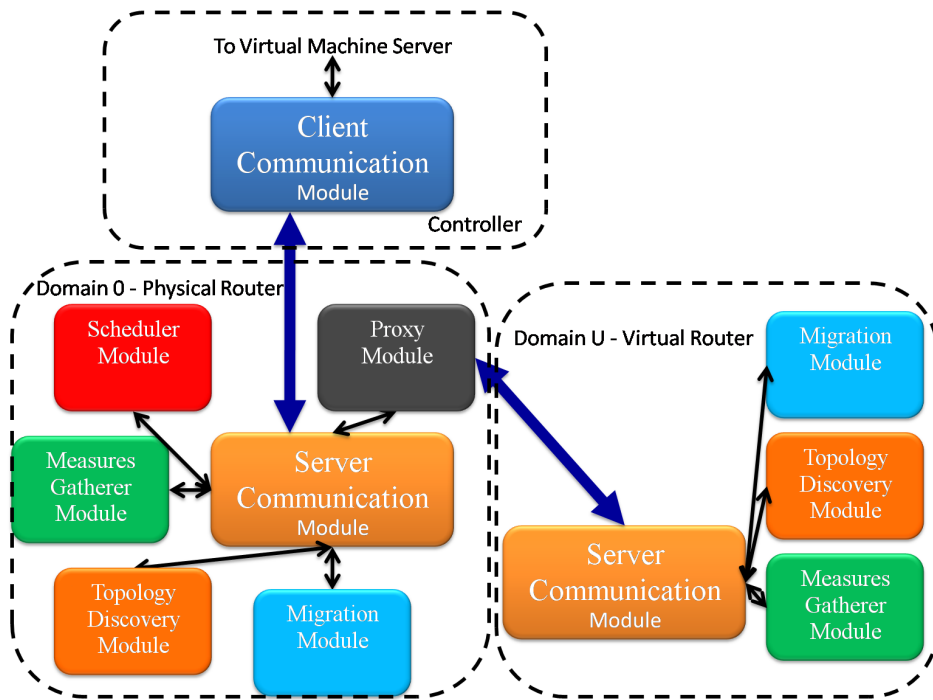 To Virtual Machine Server
Client
Communication
Module
Controller
Domain 0 - Physical Router
Scheduler
Module
Proxy
Module
Measures
Gatherer
Module
Server
Communication
Module
Topology
Discovery
Module
Migration
Module
Domain U - Virtual Router
Migration
Module
Topology
Discovery
Module
Server
Communication
Module
Measures
Gatherer
Module